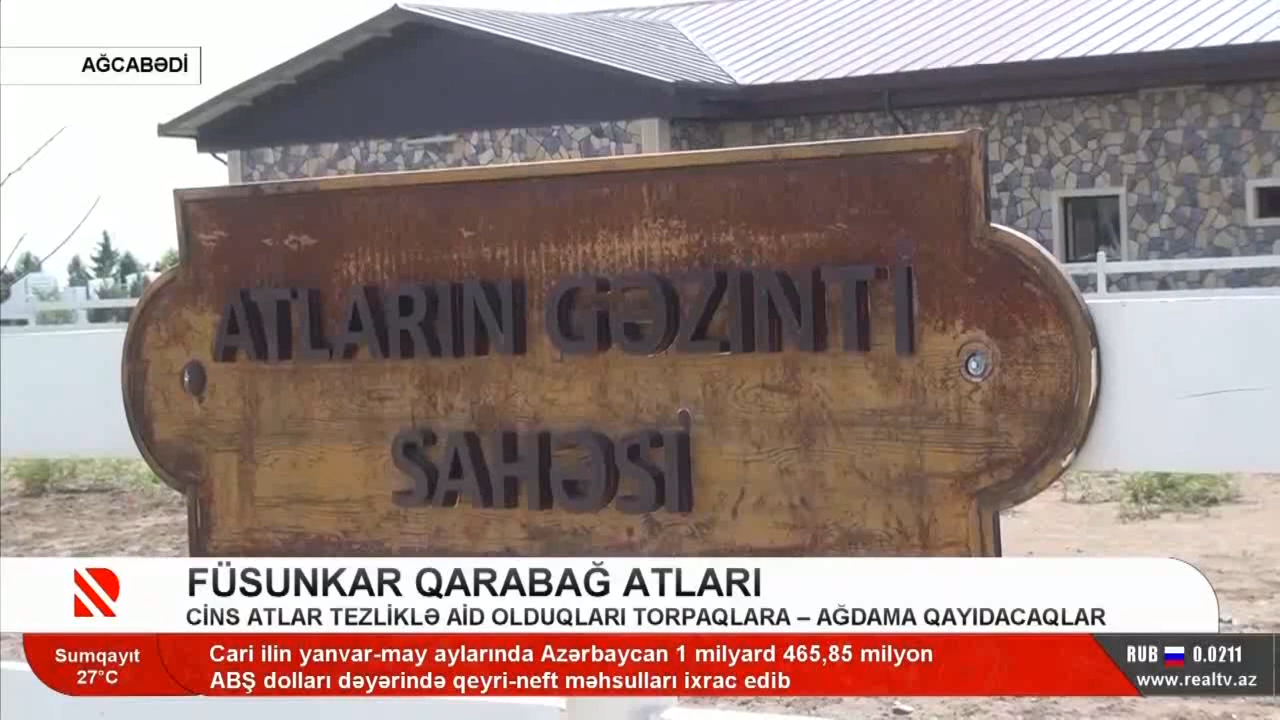 AĞCABƏDİ
ATLARIN GƏZİNTİ
SAHƏSİ
FÜSUNKAR QARABAĞ ATLARI
CİNS ATLAR TEZLİKLƏ AİD OLDUQLARI TORPAQLARA – AĞDAMA QAYIDACAQLAR
Sumqayıt
27°C
Cari ilin yanvar-may aylarında Azərbaycan 1 milyard 465,85 milyon
ABŞ dolları dəyərində qeyri-neft məhsulları ixrac edib
RUB 0.0211
www.realtv.az